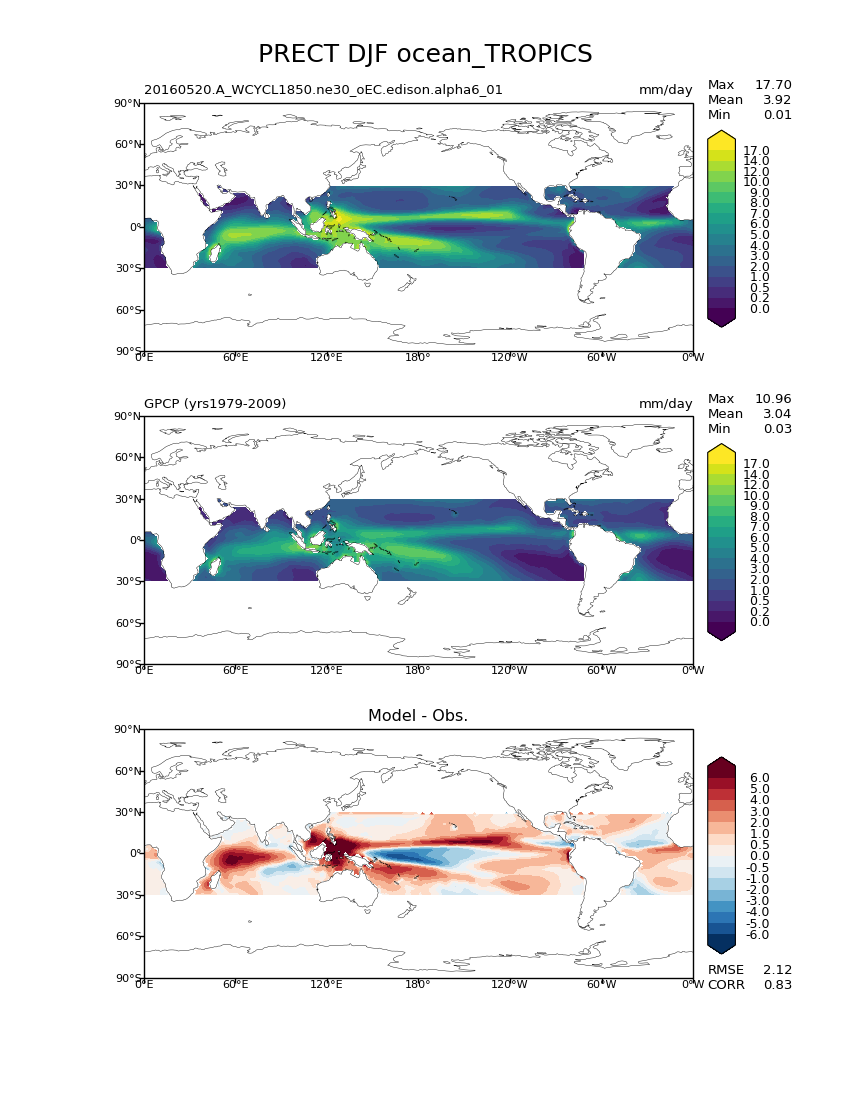 PRECT DJF ocean_TROPICS
20160520.A_WCYCL1850.ne30_oEC.edison.alpha6_01 mm/day
Max 17.70
Mean 3.92
Min 0.01
90°N
60°N
30°N
0°
30°S
60°S
90°S
0°E 60°E 120°E 180° 120°W 60°W 0°W
17.0
14.0
12.0
10.0
9.0
8.0
7.0
6.0
5.0
4.0
3.0
2.0
1.0
0.5
0.2
0.0
GPCP (yrs1979-2009) mm/day
Max 10.96
Mean 3.04
Min 0.03
90°N
60°N
30°N
0°
30°S
60°S
90°S
0°E 60°E 120°E 180° 120°W 60°W 0°W
17.0
14.0
12.0
10.0
9.0
8.0
7.0
6.0
5.0
4.0
3.0
2.0
1.0
0.5
0.2
0.0
Model - Obs.
90°N
60°N
30°N
0°
30°S
60°S
90°S
0°E 60°E 120°E 180° 120°W 60°W 0°W
6.0
5.0
4.0
3.0
2.0
1.0
0.5
0.0
-0.5
-1.0
-2.0
-3.0
-4.0
-5.0
-6.0
RMSE 2.12
CORR 0.83